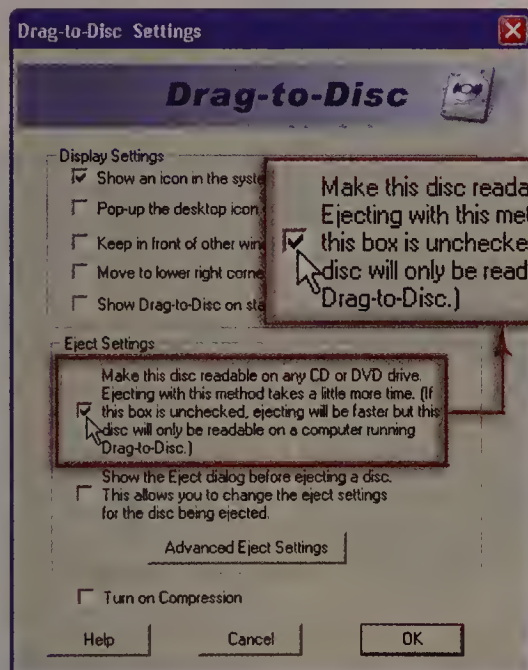 Drag-to-Disc Settings
Drag-to-Disc
Display Settings
Show an icon in the syste
Pop-up the desktop icon
Keep in front of other win
Move to lower right corne
Show Drag-to-Disc on sta
Make this disc reada
Ejecting with this met
this box is unchecke
disc will only be read
Drag-to-Disc.)
Eject Settings
Make this disc readable on any CD or DVD drive.
Ejecting with this method takes a little more time. (If
this box is unchecked, ejecting will be faster but this
disc will only be readable on a computer running
Drag-to-Disc.)
Show the Eject dialog before ejecting a disc.
This allows you to change the eject settings
for the disc being ejected.
Advanced Eject Settings
Turn on Compression
Help
Cancel
OK